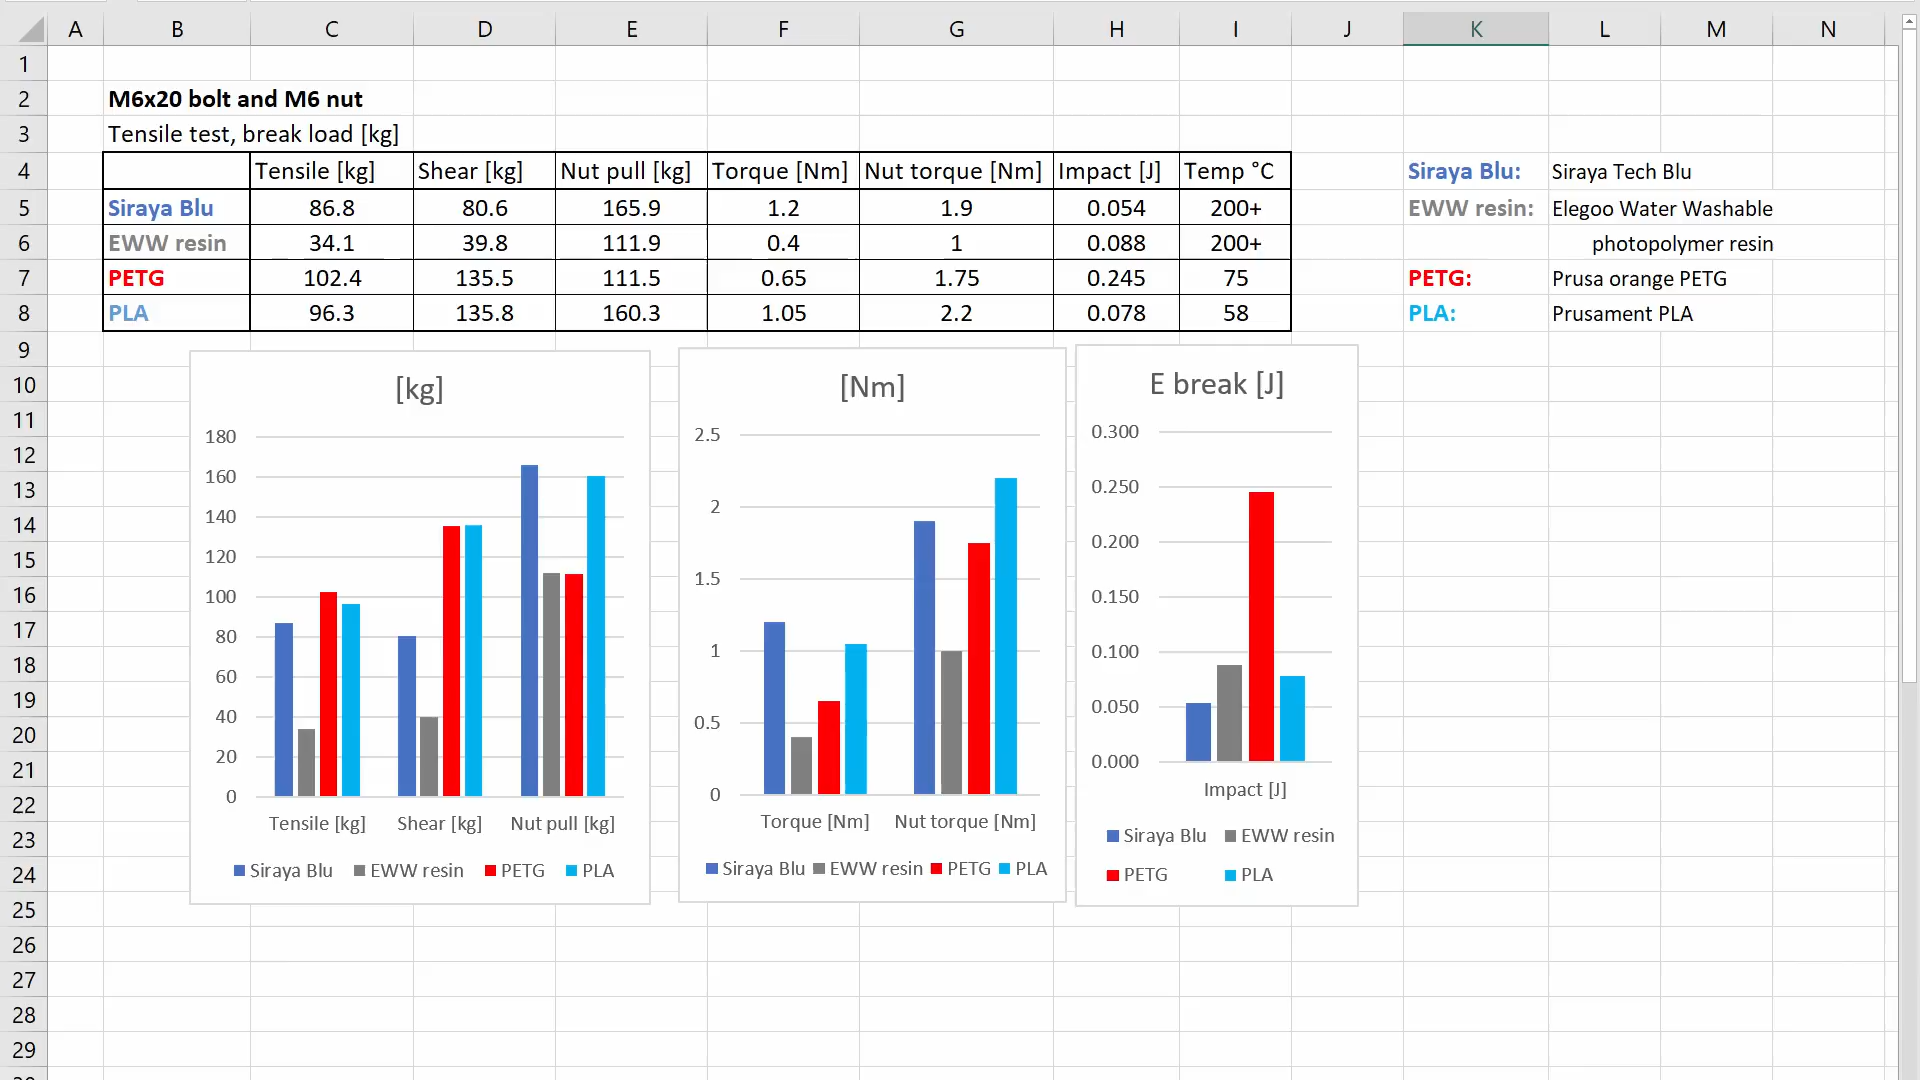 A B C D E F G H I J K L M N
1
2 M6x20 bolt and M6 nut
3 Tensile test, break load [kg]
4 Tensile [kg] Shear [kg] Nut pull [kg] Torque [Nm] Nut torque [Nm] Impact [J] Temp °C Siraya Blu: Siraya Tech Blu
5 Siraya Blu 86.8 80.6 165.9 1.2 1.9 0.054 200+ EWW resin: Elegoo Water Washable
6 EWW resin 34.1 39.8 111.9 0.4 1 0.088 200+ photopolymer resin
7 PETG 102.4 135.5 111.5 0.65 1.75 0.245 75 PETG: Prusa orange PETG
8 PLA 96.3 135.8 160.3 1.05 2.2 0.078 58 PLA: Prusament PLA
9
10
11
12
13
14
15
16
17
18
19
20
21
22
23
24
25
26
27
28
29
[kg]
180
160
140
120
100
80
60
40
20
0
Tensile [kg] Shear [kg] Nut pull [kg]
Siraya Blu EWW resin PETG PLA
[Nm]
2.5
2
1.5
1
0.5
0
Torque [Nm] Nut torque [Nm]
Siraya Blu EWW resin PETG PLA
E break [J]
0.300
0.250
0.200
0.150
0.100
0.050
0.000
Impact [J]
Siraya Blu EWW resin
PETG PLA